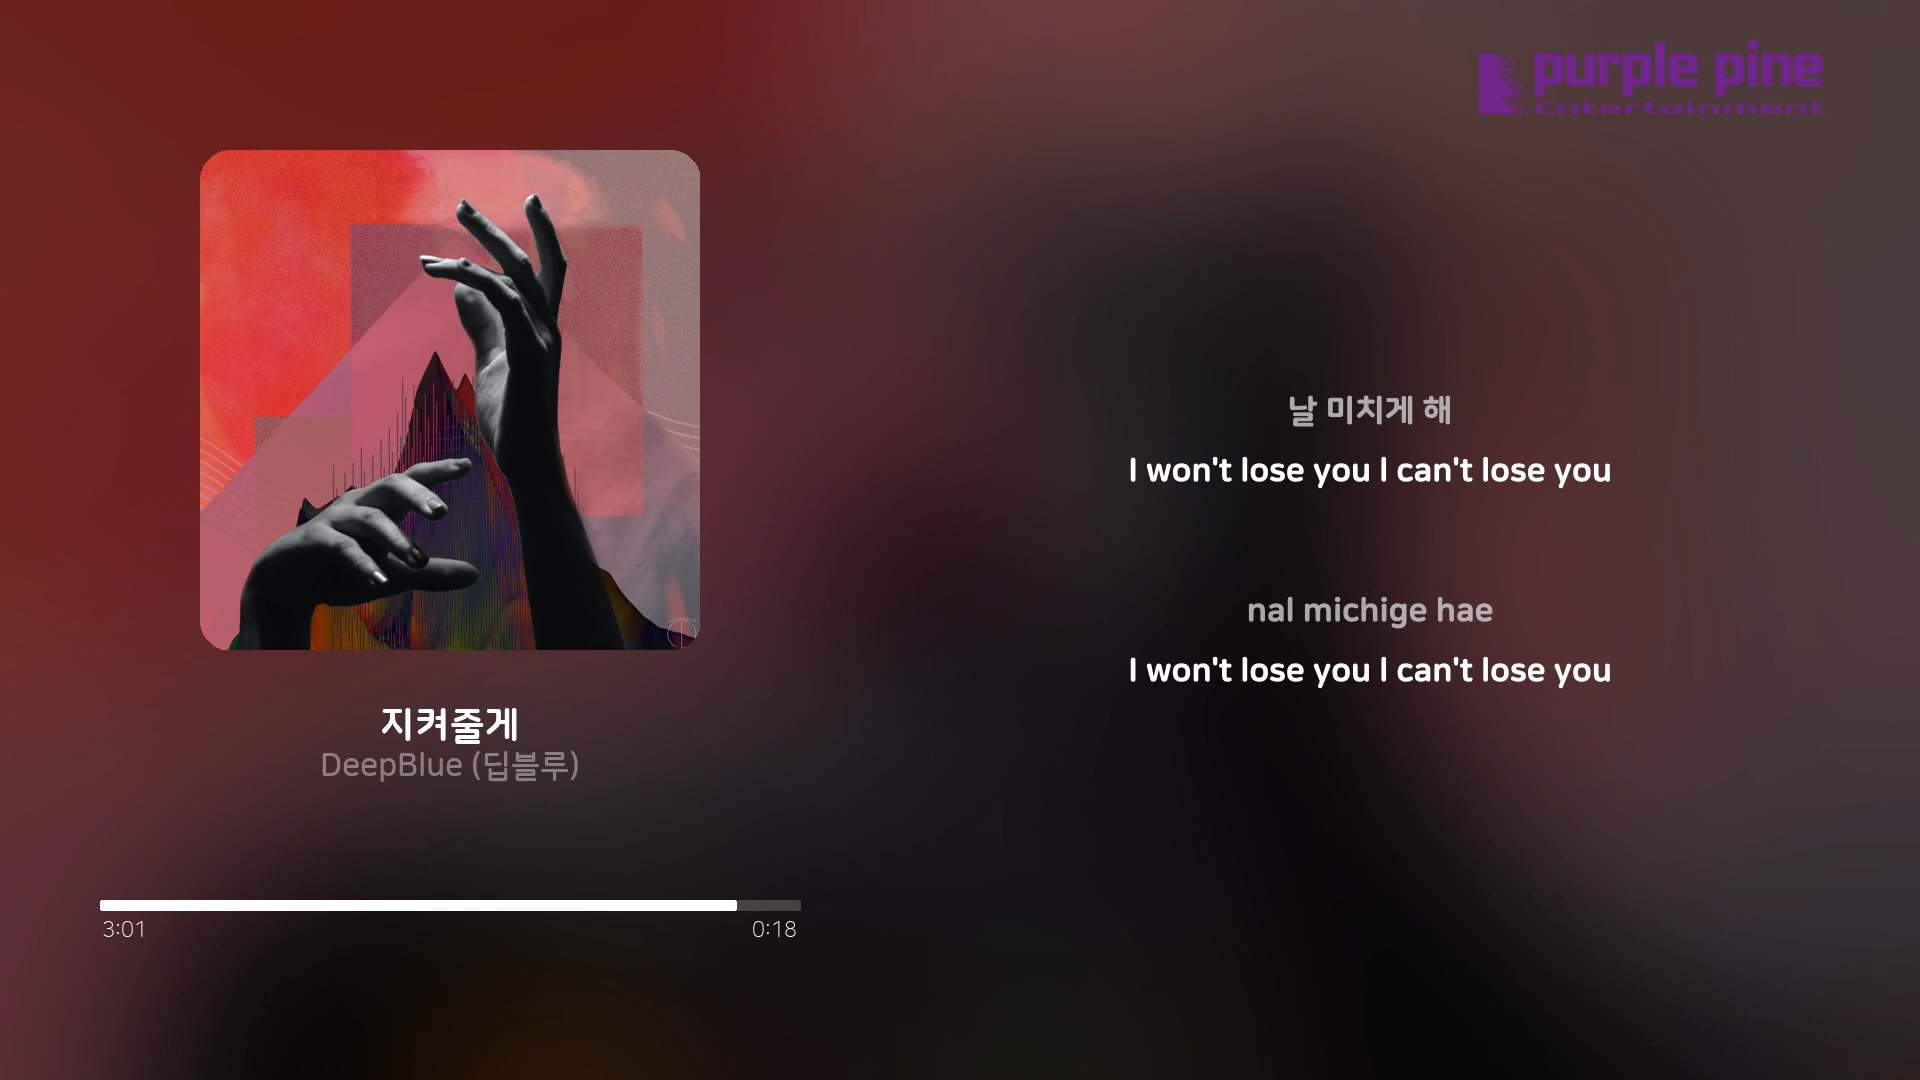 purple pine
Entertainment
날 미치게 해
I won't lose you I can't lose you
nal michige hae
I won't lose you I can't lose you
지켜줄게
DeepBlue (딥블루)
3:01
0:18